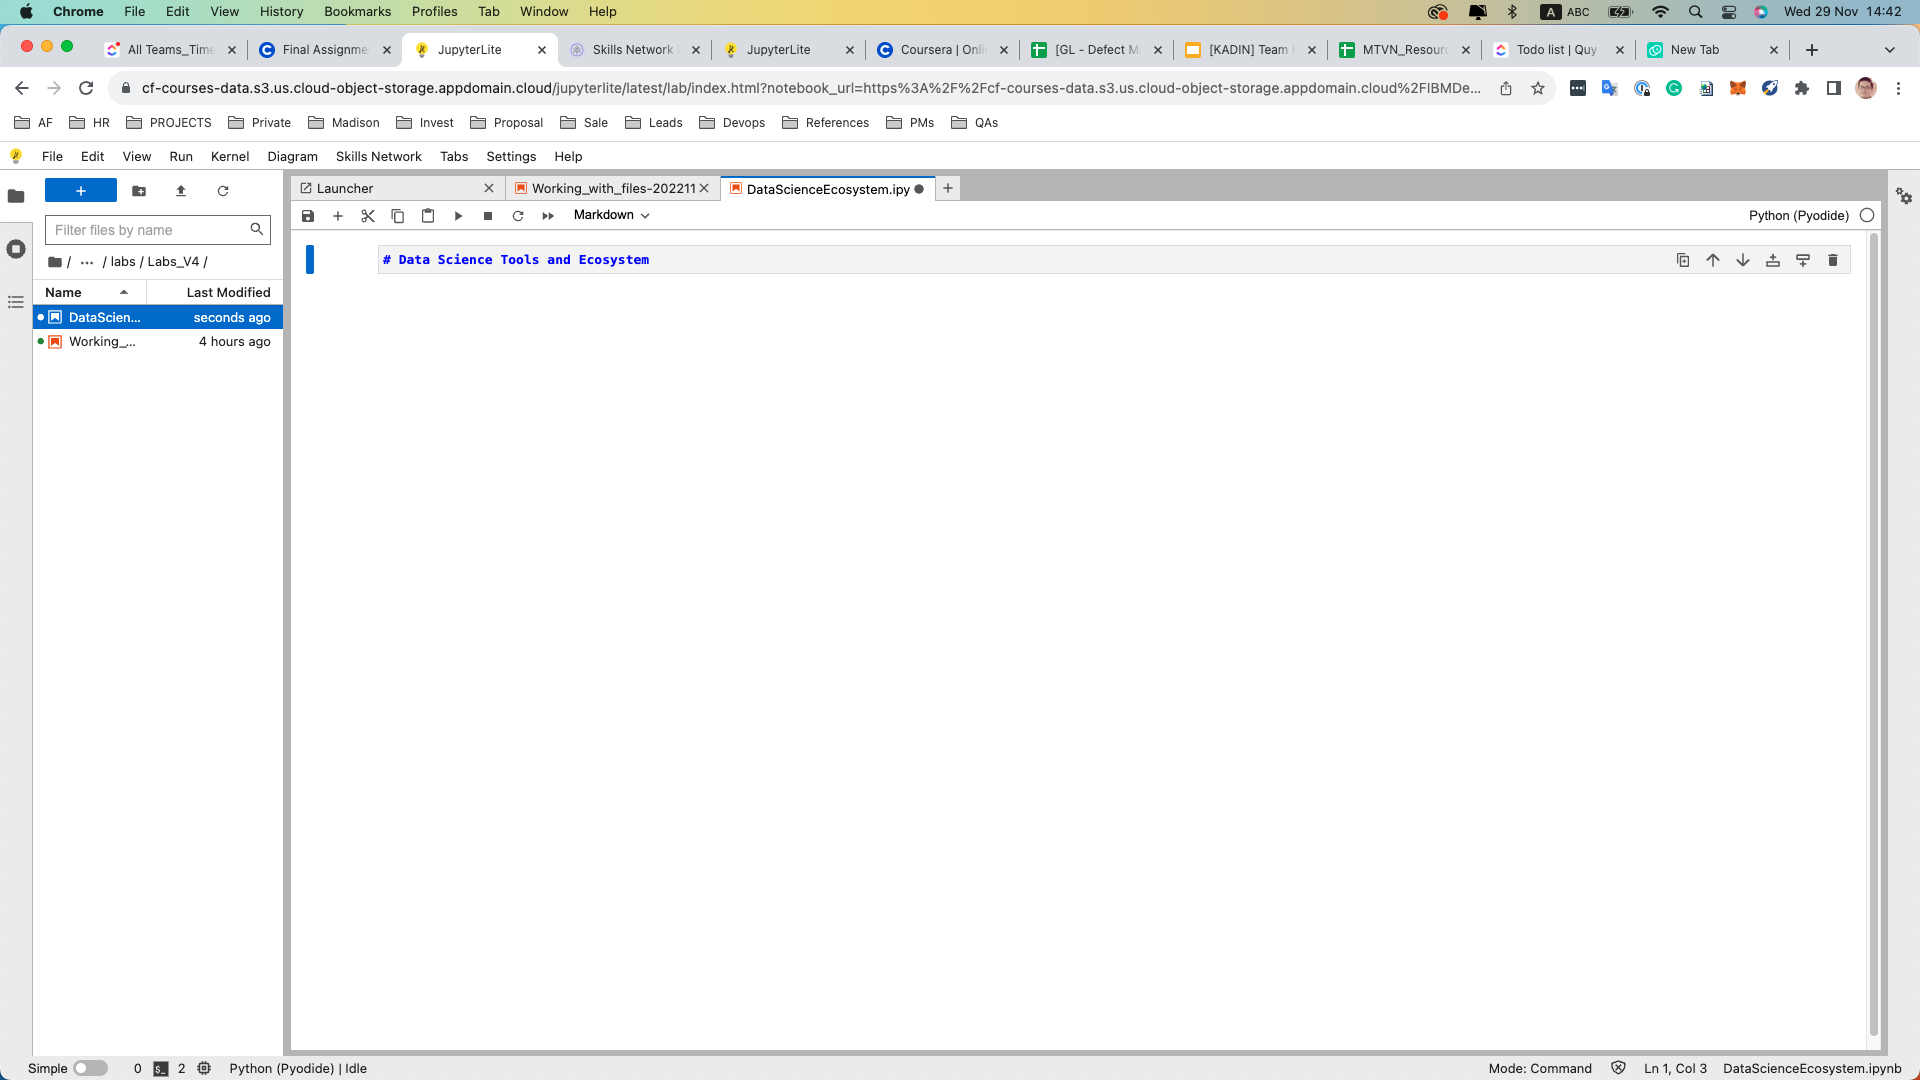 Chrome File Edit View History Bookmarks Profiles Tab Window Help A ABC Wed 29 Nov 14:42
All Teams_Time Final Assignme JupyterLite Skills Network JupyterLite Coursera | Onli [GL - Defect M [KADIN] Team MTVN_Resour Todo list | Quy New Tab
cf-courses-data.s3.us.cloud-object-storage.appdomain.cloud/jupyterlite/latest/lab/index.html?notebook_url=https%3A%2F%2Fcf-courses-data.s3.us.cloud-object-storage.appdomain.cloud%2FIBMDe...
AF HR PROJECTS Private Madison Invest Proposal Sale Leads Devops References PMs QAs
File Edit View Run Kernel Diagram Skills Network Tabs Settings Help
Launcher Working_with_files-202211 DataScienceEcosystem.ipy
Markdown Python (Pyodide)
Filter files by name
/ ··· / labs / Labs_V4 /
# Data Science Tools and Ecosystem
Name Last Modified
DataScien... seconds ago
Working_... 4 hours ago
Simple 0 2 Python (Pyodide) | Idle Mode: Command Ln 1, Col 3 DataScienceEcosystem.ipynb